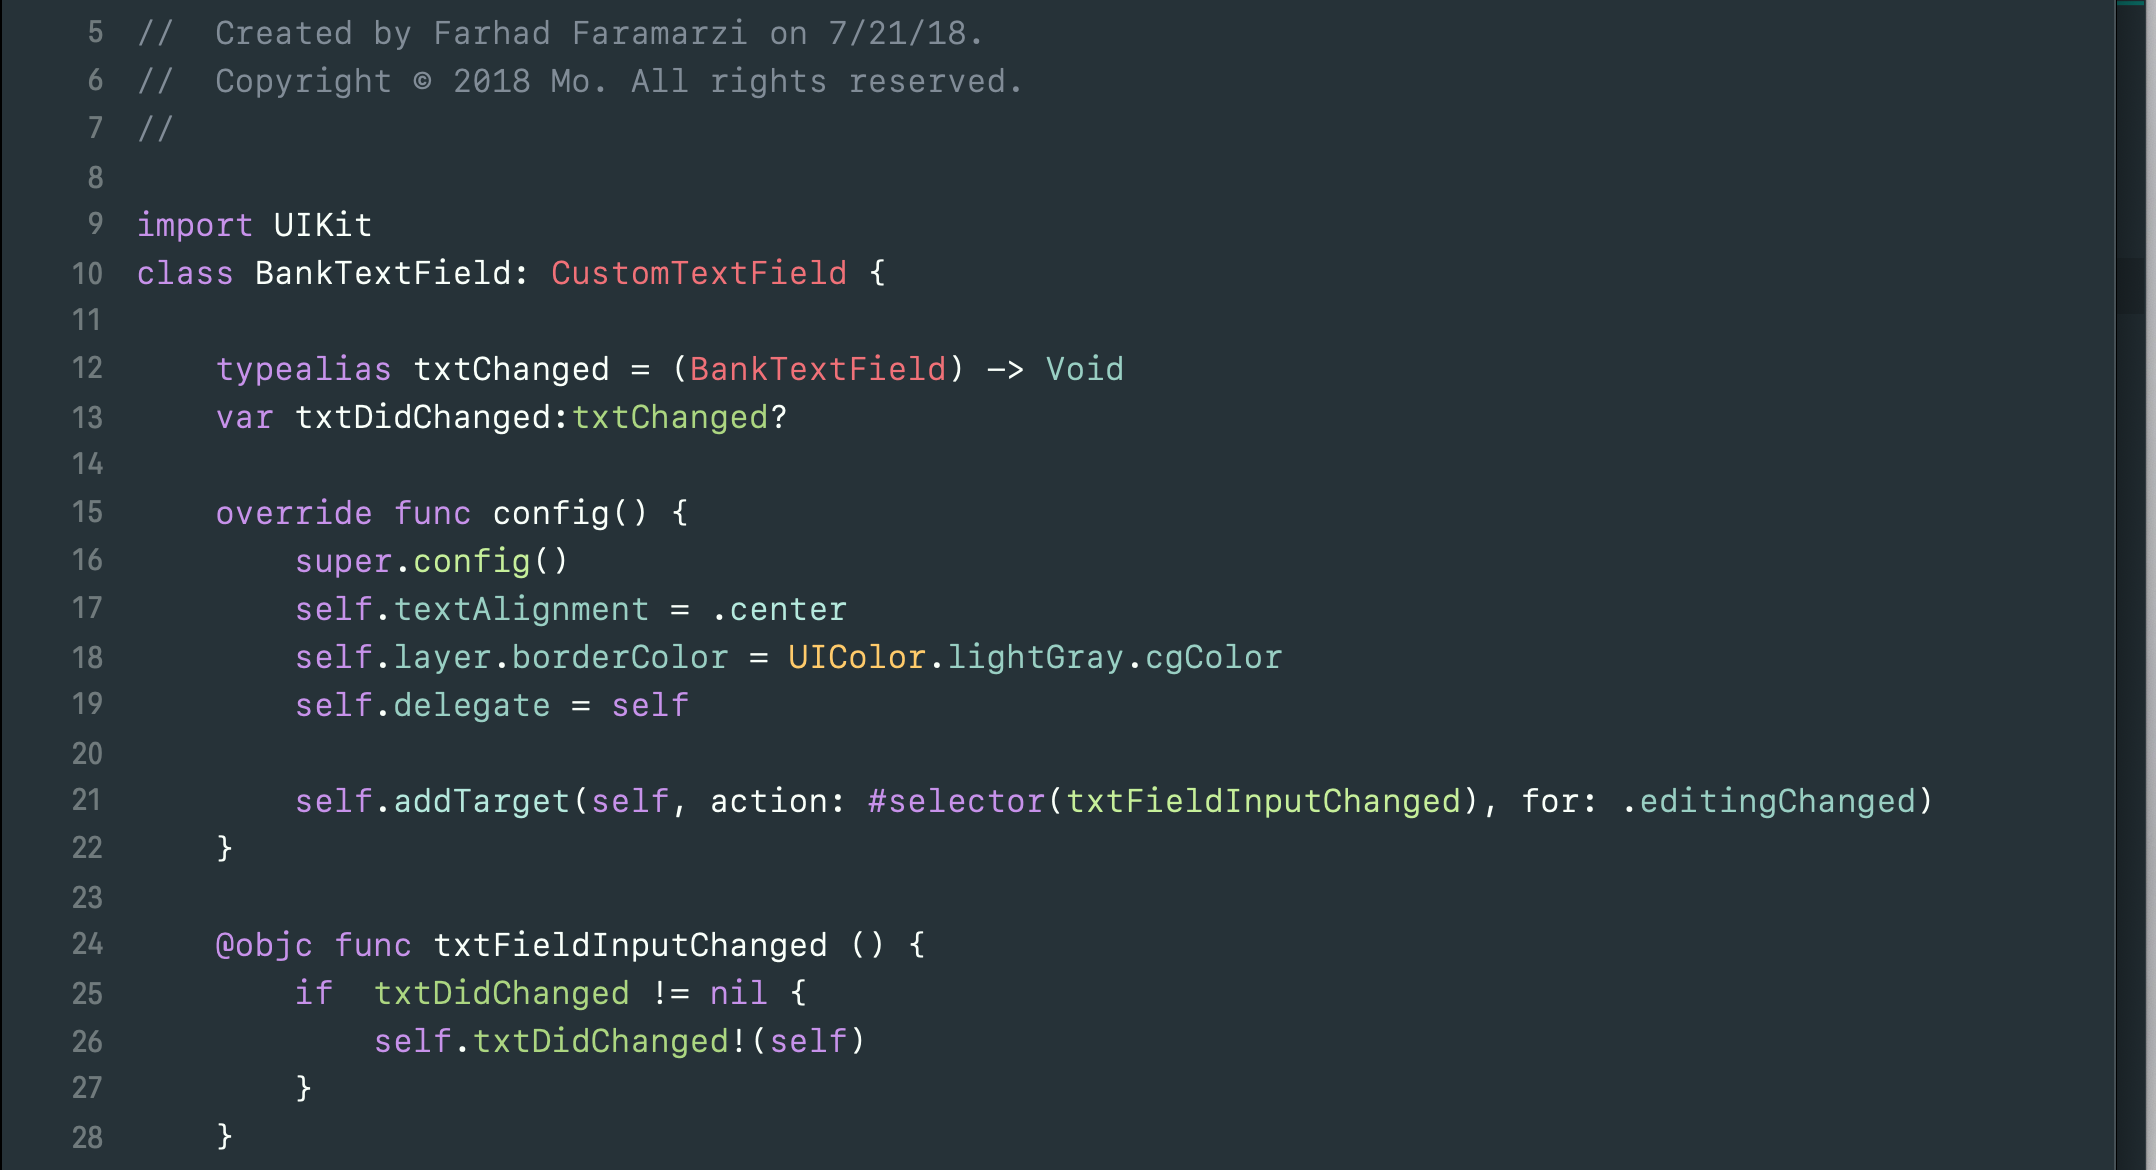 5 //  Created by Farhad Faramarzi on 7/21/18.
6 //  Copyright © 2018 Mo. All rights reserved.
7 //
8
9 import UIKit
10 class BankTextField: CustomTextField {
11
12     typealias txtChanged = (BankTextField) -> Void
13     var txtDidChanged:txtChanged?
14
15     override func config() {
16         super.config()
17         self.textAlignment = .center
18         self.layer.borderColor = UIColor.lightGray.cgColor
19         self.delegate = self
20
21         self.addTarget(self, action: #selector(txtFieldInputChanged), for: .editingChanged)
22     }
23
24     @objc func txtFieldInputChanged () {
25         if  txtDidChanged != nil {
26             self.txtDidChanged!(self)
27         }
28     }